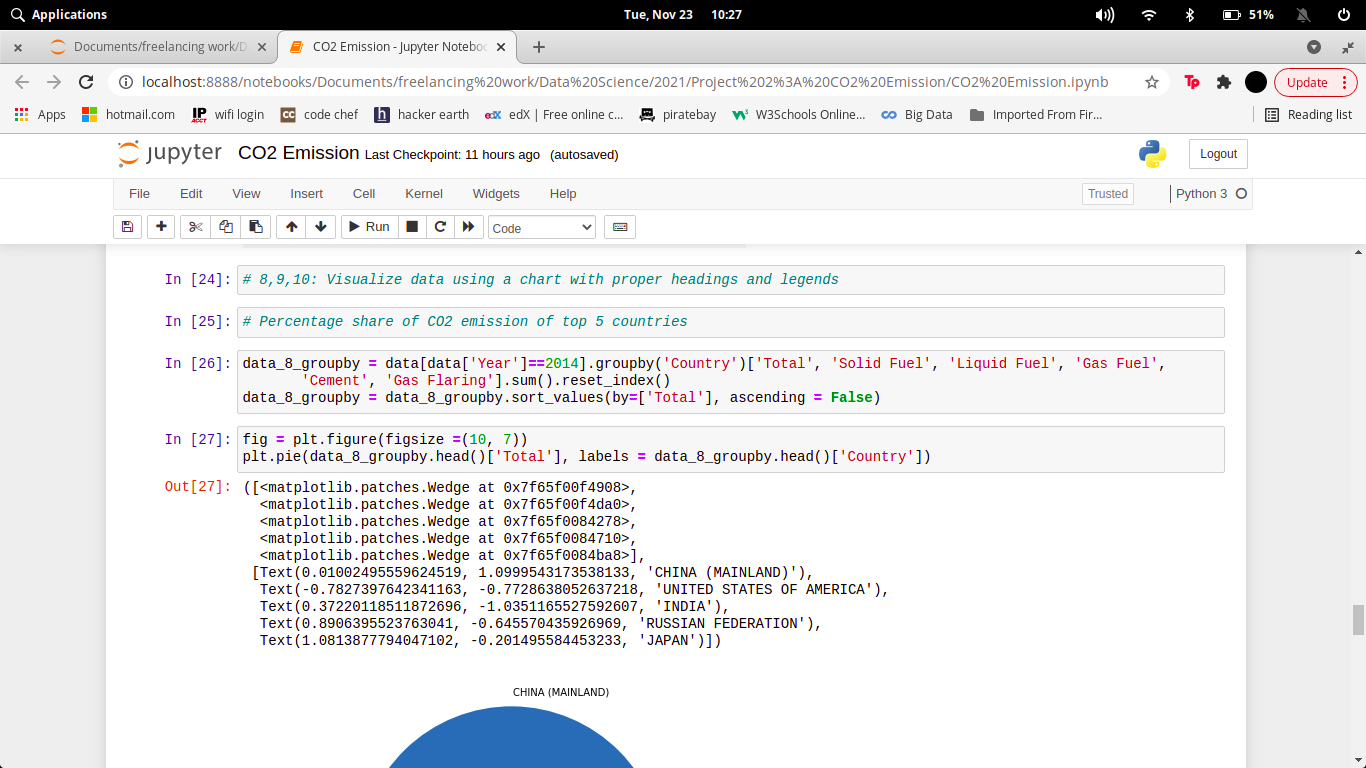 Applications
Tue, Nov 23 10:27
51%
Documents/freelancing work/D
CO2 Emission - Jupyter Noteboo
localhost:8888/notebooks/Documents/freelancing%20work/Data%20Science/2021/Project%202%3A%20CO2%20Emission/CO2%20Emission.ipynb
Tp
Update
Apps
hotmail.com
IP
ACCT
wifi login
CC
code chef
h
hacker earth
edX
edX | Free online c...
piratebay
W3Schools Online...
Big Data
Imported From Fir...
Reading list
jupyter
CO2 Emission Last Checkpoint: 11 hours ago (autosaved)
Logout
File Edit View Insert Cell Kernel Widgets Help
Trusted
Python 3
Run
Code
In [24]: # 8,9,10: Visualize data using a chart with proper headings and legends
In [25]: # Percentage share of CO2 emission of top 5 countries
In [26]: data_8_groupby = data[data['Year']==2014].groupby('Country')['Total', 'Solid Fuel', 'Liquid Fuel', 'Gas Fuel',
'Cement', 'Gas Flaring'].sum().reset_index()
data_8_groupby = data_8_groupby.sort_values(by=['Total'], ascending = False)
In [27]: fig = plt.figure(figsize =(10, 7))
plt.pie(data_8_groupby.head()['Total'], labels = data_8_groupby.head()['Country'])
Out[27]: ([<matplotlib.patches.Wedge at 0x7f65f00f4908>,
<matplotlib.patches.Wedge at 0x7f65f00f4da0>,
<matplotlib.patches.Wedge at 0x7f65f0084278>,
<matplotlib.patches.Wedge at 0x7f65f0084710>,
<matplotlib.patches.Wedge at 0x7f65f0084ba8>],
[Text(0.01002495559624519, 1.0999543173538133, 'CHINA (MAINLAND)'),
Text(-0.7827397642341163, -0.7728638052637218, 'UNITED STATES OF AMERICA'),
Text(0.37220118511872696, -1.0351165527592607, 'INDIA'),
Text(0.8906395523763041, -0.645570435926969, 'RUSSIAN FEDERATION'),
Text(1.0813877794047102, -0.201495584453233, 'JAPAN')])
CHINA (MAINLAND)